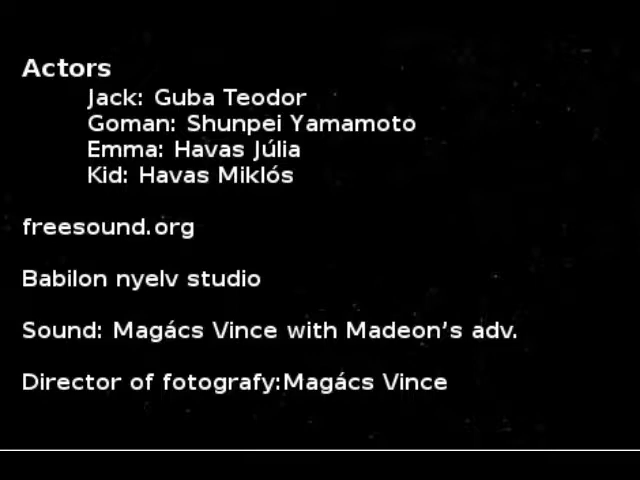 Actors
Jack: Guba Teodor
Goman: Shunpei Yamamoto
Emma: Havas Júlia
Kid: Havas Miklós
freesound.org
Babilon nyelv studio
Sound: Magács Vince with Madeon's adv.
Director of fotografy:Magács Vince